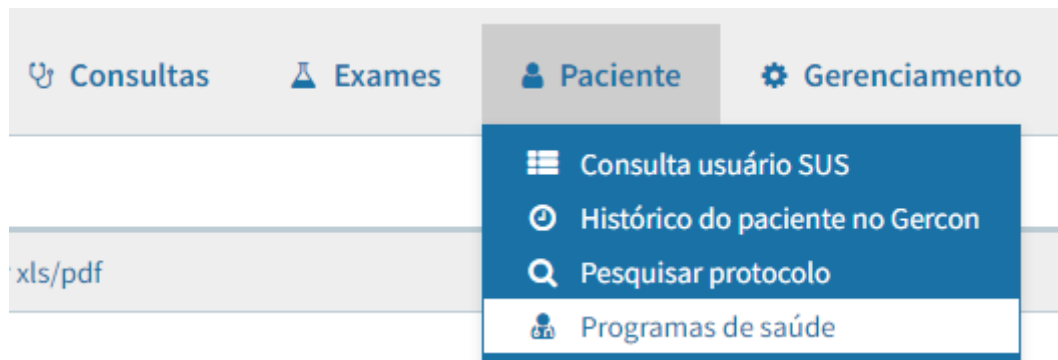 Consultas Exames Paciente Gerenciamento
Consulta usuário SUS
Histórico do paciente no Gercon
xls/pdf
Pesquisar protocolo
Programas de saúde